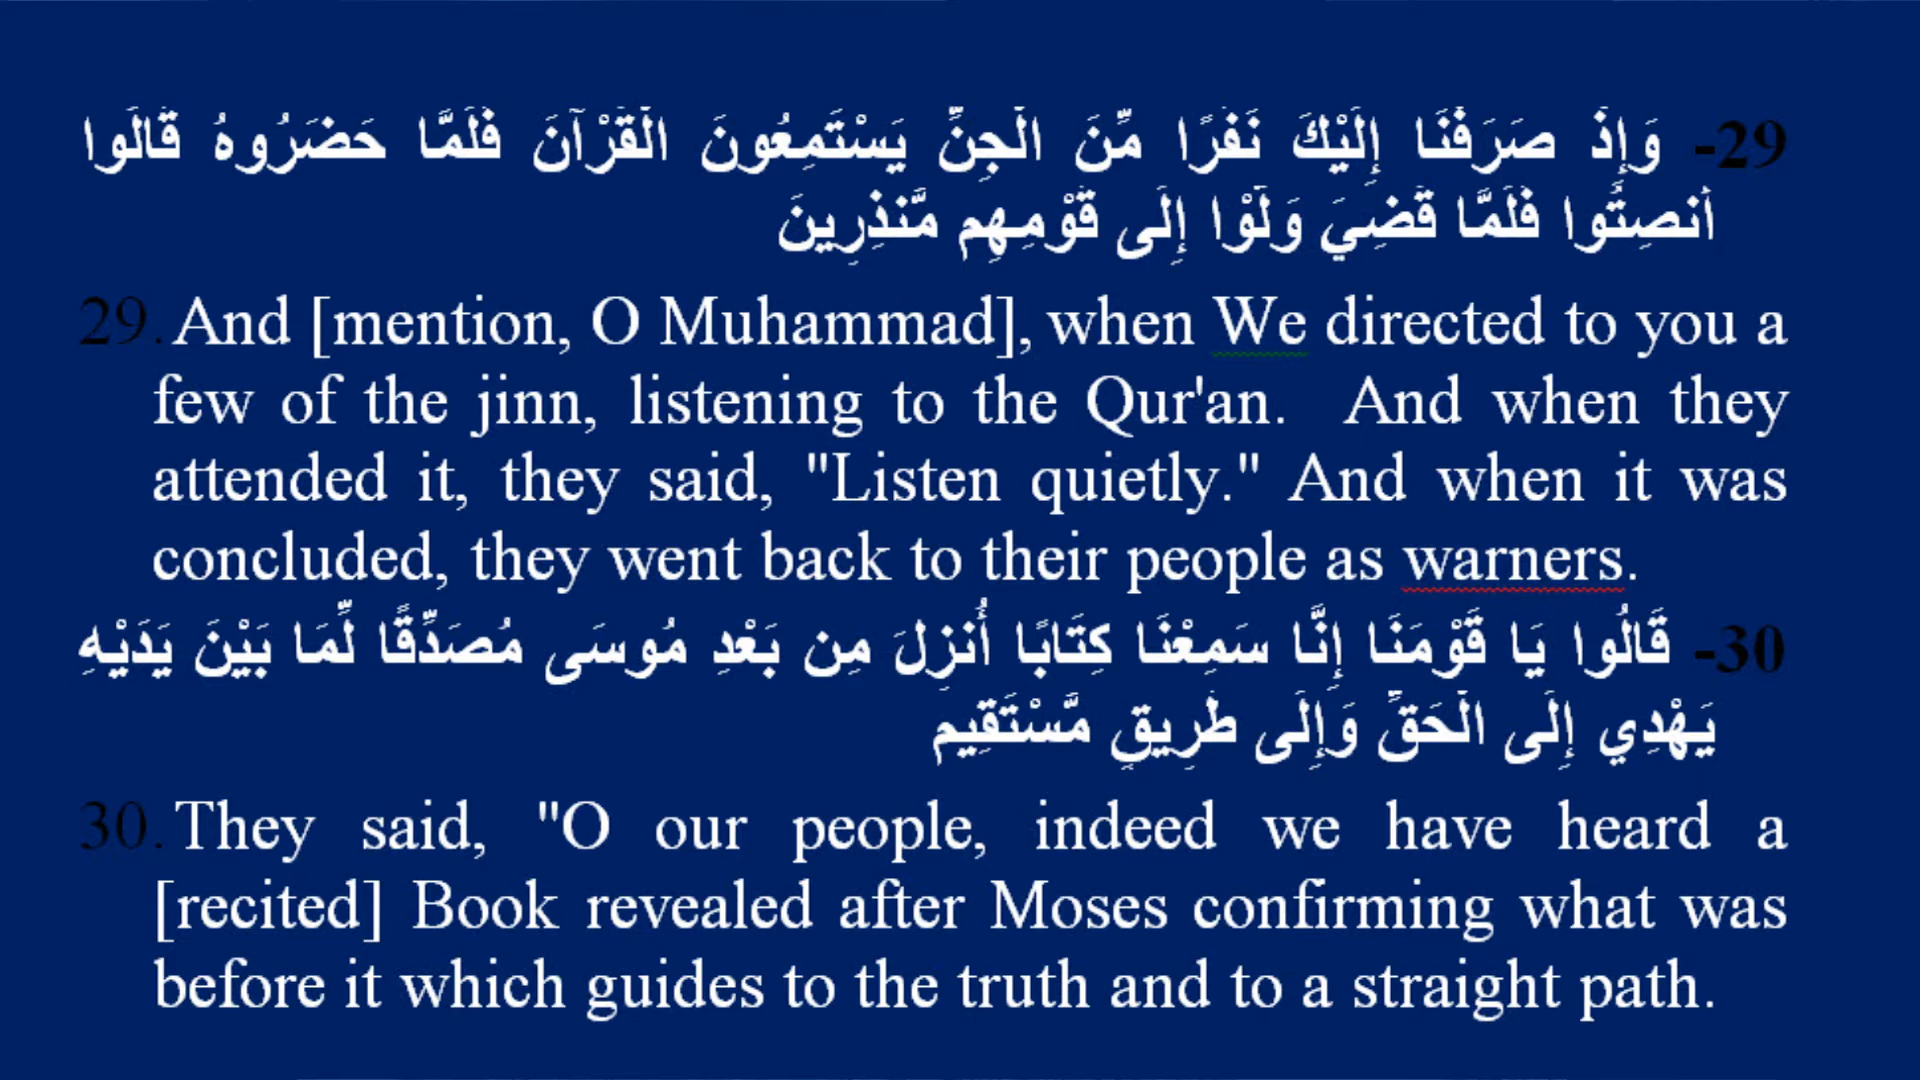 29- وَإِذْ صَرَفْنَا إِلَيْكَ نَفَرًا مِّنَ الْجِنِّ يَسْتَمِعُونَ الْقُرْآنَ فَلَمَّا حَضَرُوهُ قَالُوا
أَنصِتُوا فَلَمَّا قُضِيَ وَلَّوْا إِلَى قَوْمِهِم مُّنذِرِينَ
29. And [mention, O Muhammad], when We directed to you a
few of the jinn, listening to the Qur'an. And when they
attended it, they said, "Listen quietly." And when it was
concluded, they went back to their people as warners.
30- قَالُوا يَا قَوْمَنَا إِنَّا سَمِعْنَا كِتَابًا أُنزِلَ مِن بَعْدِ مُوسَى مُصَدِّقًا لِّمَا بَيْنَ يَدَيْهِ
يَهْدِي إِلَى الْحَقِّ وَإِلَى طَرِيقٍ مُّسْتَقِيمٍ
30. They said, "O our people, indeed we have heard a
[recited] Book revealed after Moses confirming what was
before it which guides to the truth and to a straight path.